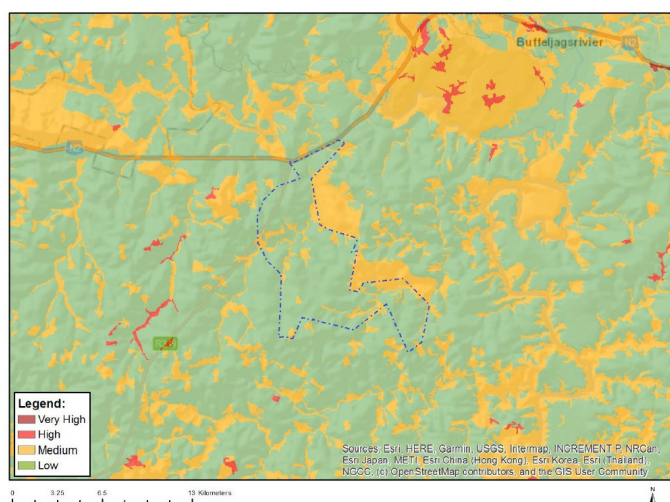 Buffeljagsrivier
N2
N2
Legend:
Very High
High
Medium
Low
Sources: Esri, HERE, Garmin, USGS, Intermap, INCREMENT P, NRCan,
Esri Japan, METI, Esri China (Hong Kong), Esri Korea, Esri (Thailand),
NGCC, (c) OpenStreetMap contributors, and the GIS User Community
0 3.25 6.5 13 Kilometers
N